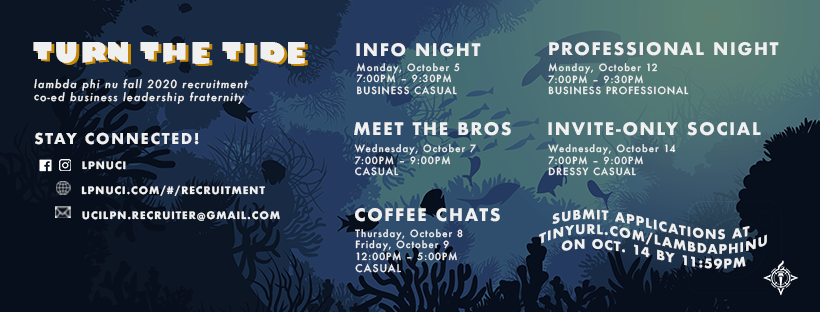 TURN THE TIDE
lambda phi nu fall 2020 recruitment
co-ed business leadership fraternity
STAY CONNECTED!
LPNUCI
LPNUCI.COM/#/RECRUITMENT
UCILPN.RECRUITER@GMAIL.COM
INFO NIGHT
Monday, October 5
7:00PM – 9:30PM
BUSINESS CASUAL
MEET THE BROS
Wednesday, October 7
7:00PM – 9:00PM
CASUAL
COFFEE CHATS
Thursday, October 8
Friday, October 9
12:00PM – 5:00PM
CASUAL
PROFESSIONAL NIGHT
Monday, October 12
7:00PM – 9:30PM
BUSINESS PROFESSIONAL
INVITE-ONLY SOCIAL
Wednesday, October 14
7:00PM – 9:00PM
DRESSY CASUAL
SUBMIT APPLICATIONS AT
TINYURL.COM/LAMBDAPHINU
ON OCT. 14 BY 11:59PM